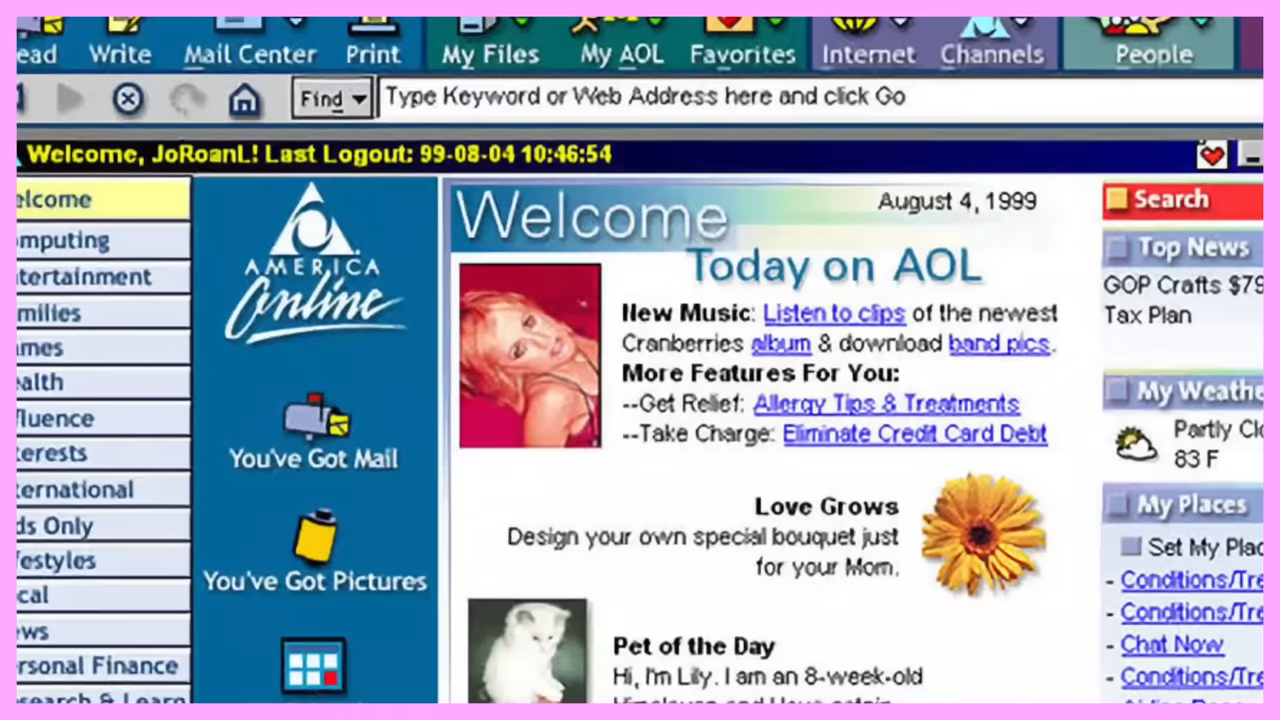 ead Write Mail Center Print My Files My AOL Favorites Internet Channels People
Find Type Keyword or Web Address here and click Go
Welcome, JoRoanL! Last Logout: 99-08-04 10:46:54
elcome
omputing
tertainment
milies
mes
ealth
fluence
terests
ternational
ds Only
festyles
cal
ws
rsonal Finance
search & Learn
AMERICA
Online
You've Got Mail
You've Got Pictures
Welcome
August 4, 1999
Today on AOL
New Music: Listen to clips of the newest
Cranberries album & download band pics.
More Features For You:
--Get Relief: Allergy Tips & Treatments
--Take Charge: Eliminate Credit Card Debt
Love Grows
Design your own special bouquet just
for your Mom.
Pet of the Day
Hi, I'm Lily. I am an 8-week-old
Search
Top News
GOP Crafts $79
Tax Plan
My Weathe
Partly Clo
83 F
My Places
Set My Plac
- Conditions/Tre
- Conditions/Tre
- Chat Now
- Conditions/Tre